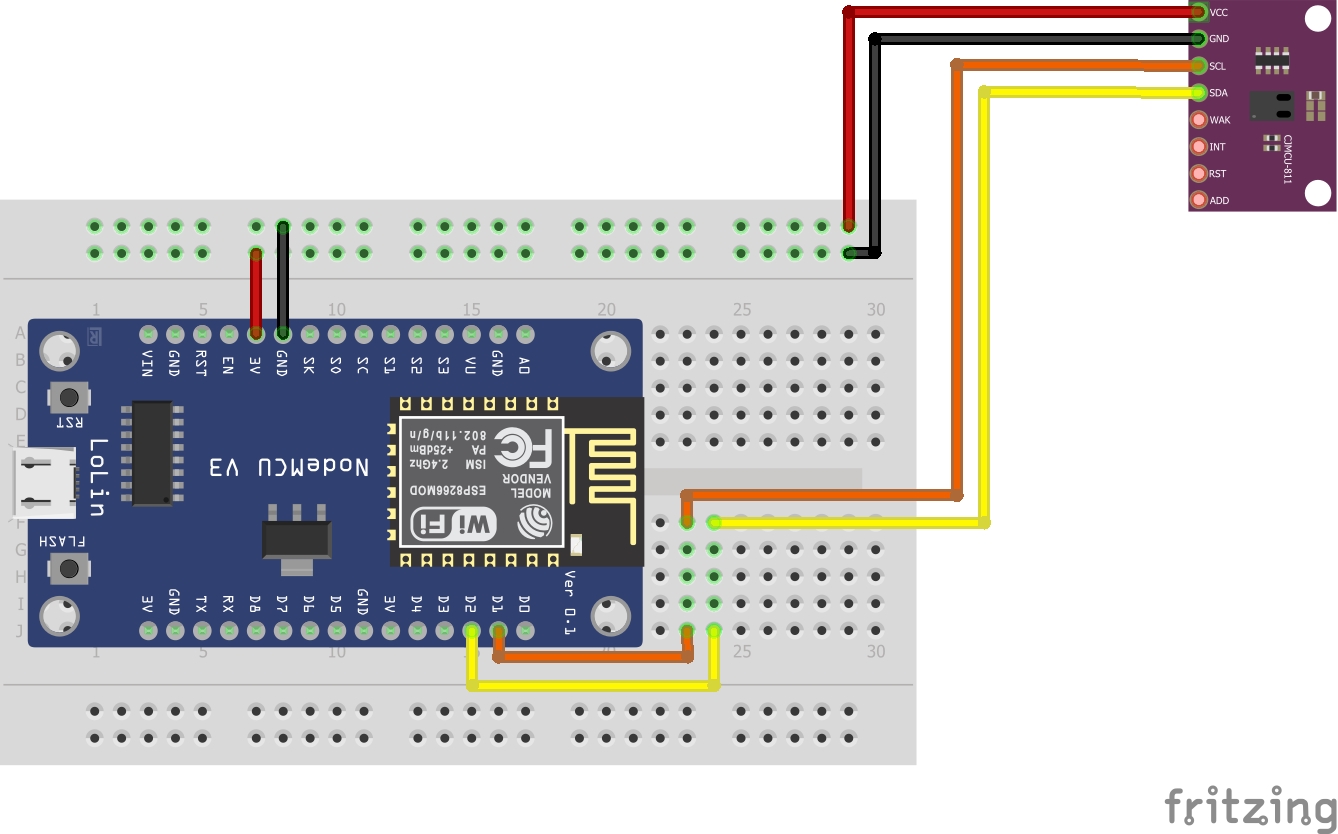 VCC
GND
SCL
SDA
WAK
INT
RST
ADD
CJMCU-811
1 5 10 15 20 25 30
A
B
C
D
E
F
G
H
I
J
VIN GND RST EN 3V GND SK SO SC S1 S2 S3 VU GND A0
RST
LoLin
FLASH
NodeMCU V3
802.11b/g/n
PA +25dBm
ISM 2.4Ghz
FC
VENDOR
MODEL ESP8266MOD
WiFi
Ver 0.1
3V GND TX RX D8 D7 D6 D5 GND 3V D4 D3 D2 D1 D0
1 5 10 20 25 30
fritzing